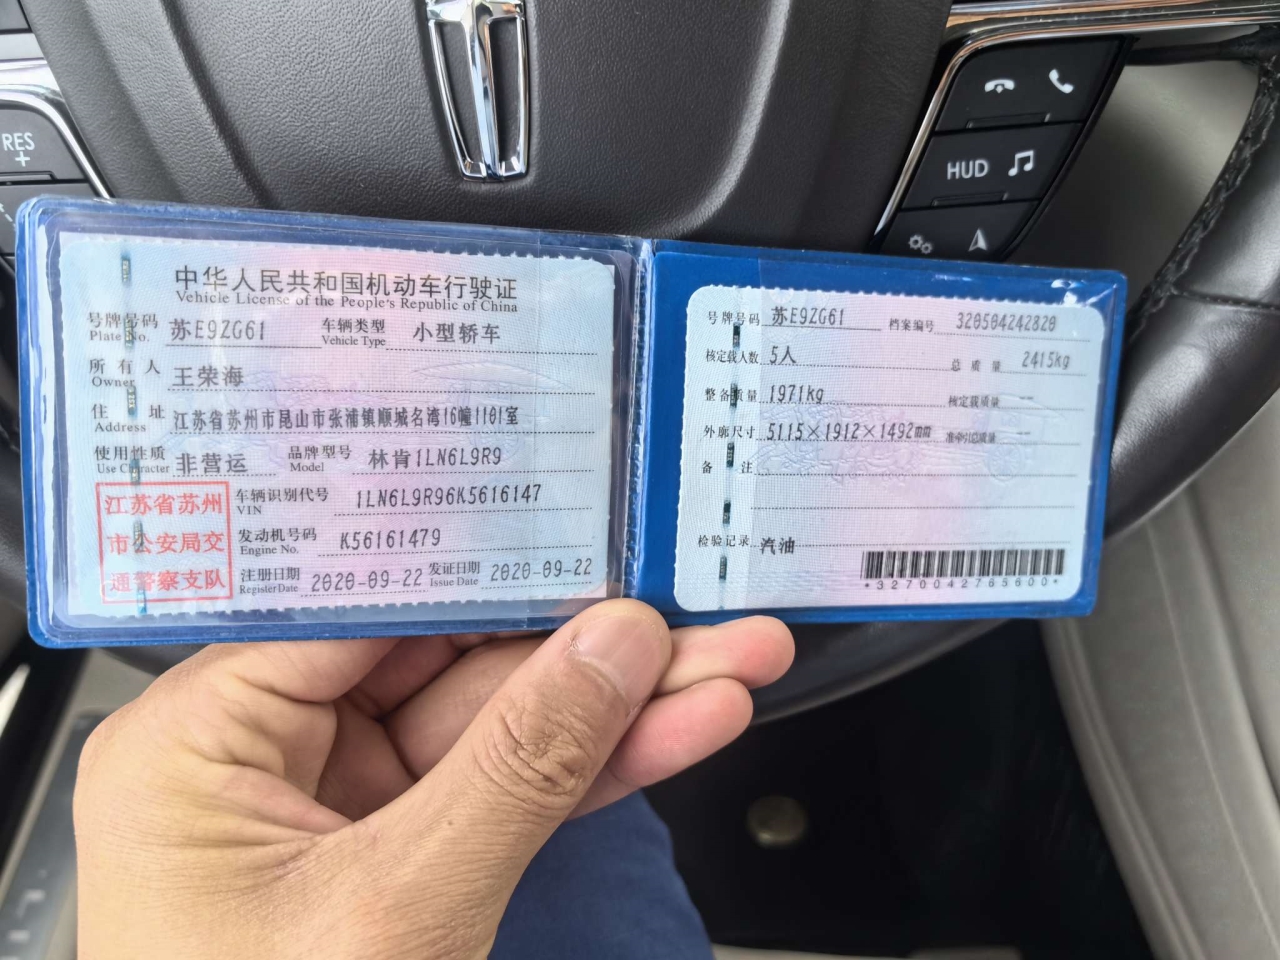 RES
+
HUD
中华人民共和国机动车行驶证
Vehicle License of the People's Republic of China
号牌号码 苏E9ZG61 车辆类型 小型轿车
Plate No. Vehicle Type
所有人 王荣海
Owner
住址 江苏省苏州市昆山市张浦镇顺城名湾16幢1101室
Address
使用性质 非营运 品牌型号 林肯1LN6L9R9
Use Character Model
江苏省苏州
市公安局交
通警察支队
车辆识别代号 1LN6L9R96K5616147
VIN
发动机号码 K56161479
Engine No.
注册日期 2020-09-22 发证日期 2020-09-22
Register Date Issue Date
号牌号码 苏E9ZG61 档案编号 320504242820
核定载人数 5人 总质量 2415kg
整备质量 1971kg 核定载质量 --
外廓尺寸 5115×1912×1492mm 准牵引总质量 --
备注
检验记录 汽油
*3270042765600*